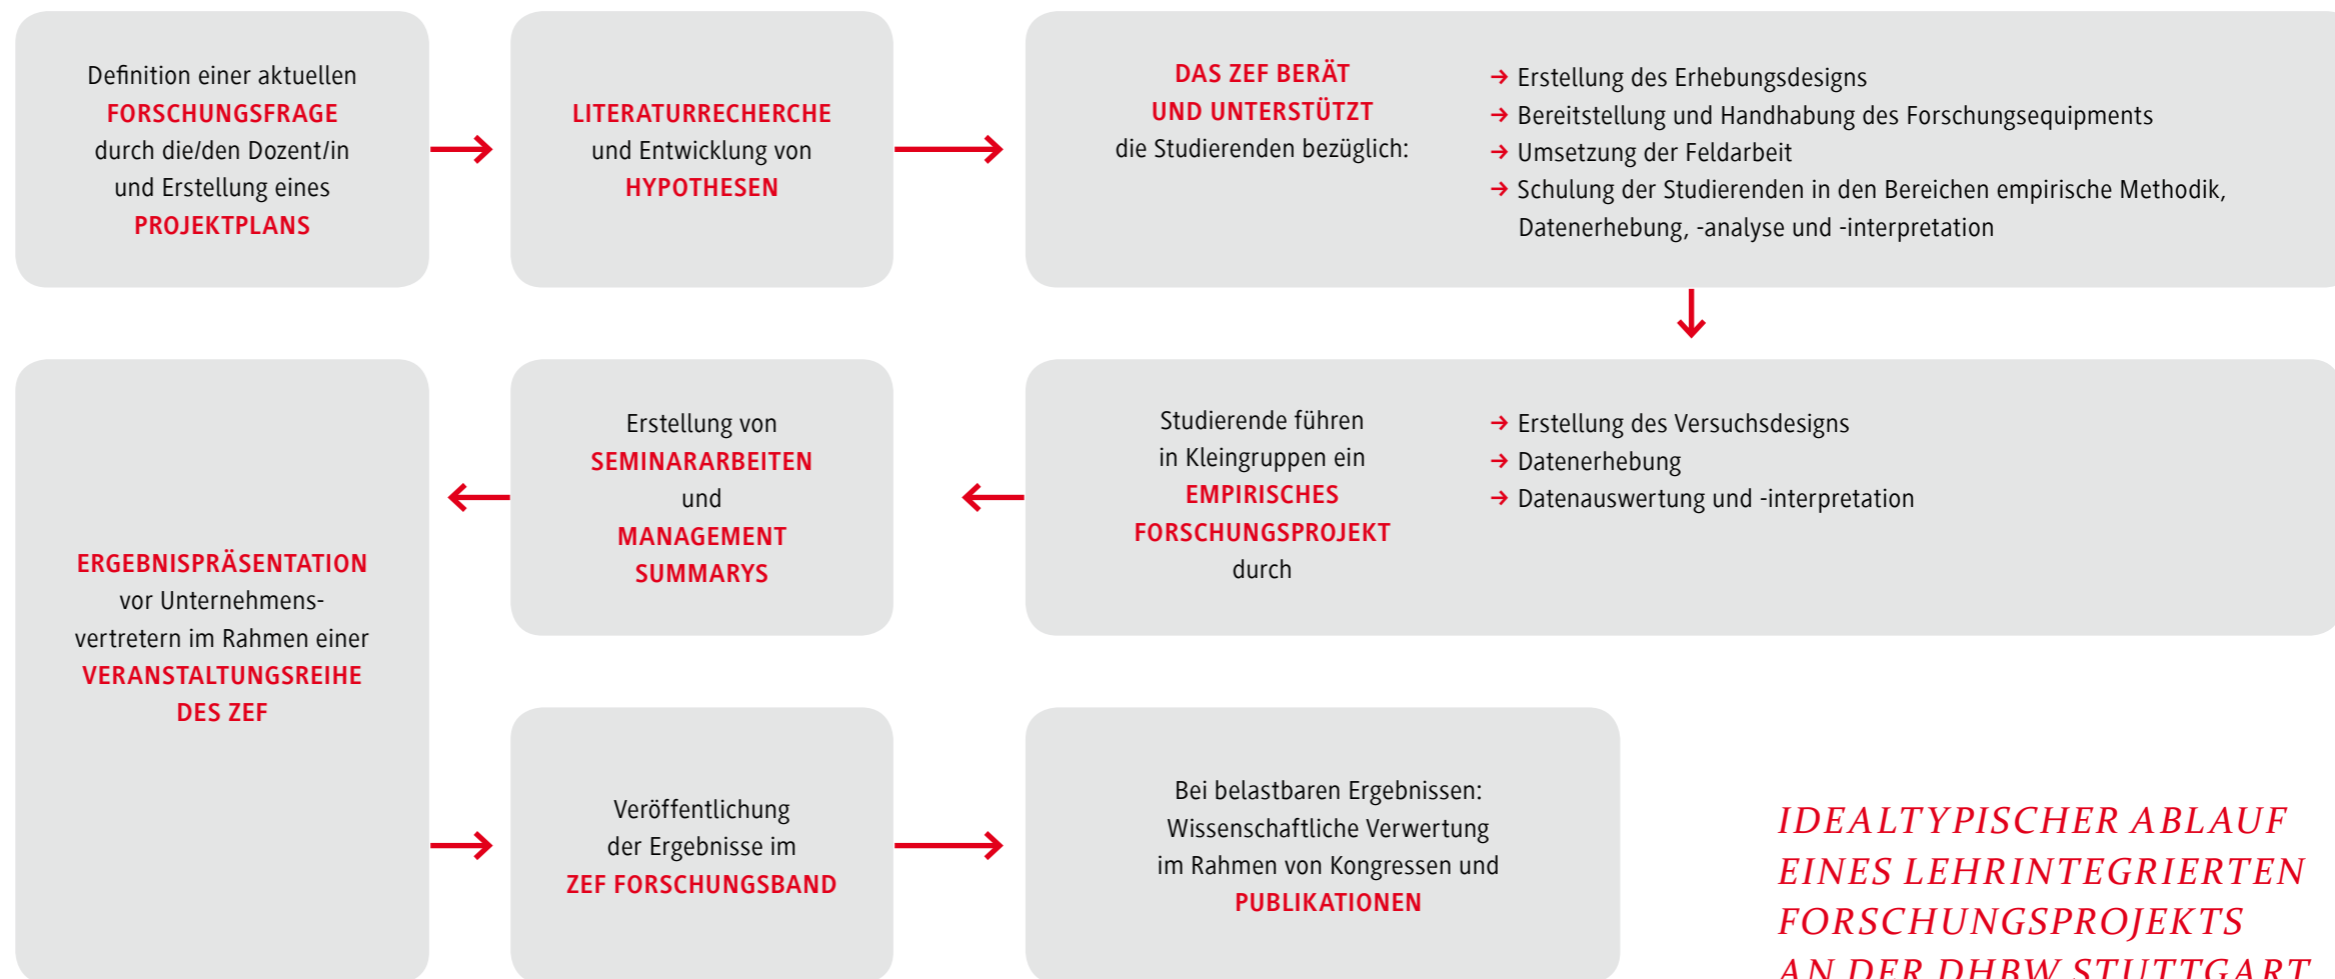 Definition einer aktuellen
FORSCHUNGSFRAGE
durch die/den Dozent/in
und Erstellung eines
PROJEKTPLANS
LITERATURRECHERCHE
und Entwicklung von
HYPOTHESEN
DAS ZEF BERÄT
UND UNTERSTÜTZT
die Studierenden bezüglich:
→ Erstellung des Erhebungsdesigns
→ Bereitstellung und Handhabung des Forschungsequipments
→ Umsetzung der Feldarbeit
→ Schulung der Studierenden in den Bereichen empirische Methodik,
Datenerhebung, -analyse und -interpretation
Studierende führen
in Kleingruppen ein
EMPIRISCHES
FORSCHUNGSPROJEKT
durch
→ Erstellung des Versuchsdesigns
→ Datenerhebung
→ Datenauswertung und -interpretation
Erstellung von
SEMINARARBEITEN
und
MANAGEMENT
SUMMARYS
ERGEBNISPRÄSENTATION
vor Unternehmens-
vertretern im Rahmen einer
VERANSTALTUNGSREIHE
DES ZEF
Veröffentlichung
der Ergebnisse im
ZEF FORSCHUNGSBAND
Bei belastbaren Ergebnissen:
Wissenschaftliche Verwertung
im Rahmen von Kongressen und
PUBLIKATIONEN
IDEALTYPISCHER ABLAUF
EINES LEHRINTEGRIERTEN
FORSCHUNGSPROJEKTS
AN DER DHBW STUTTGART